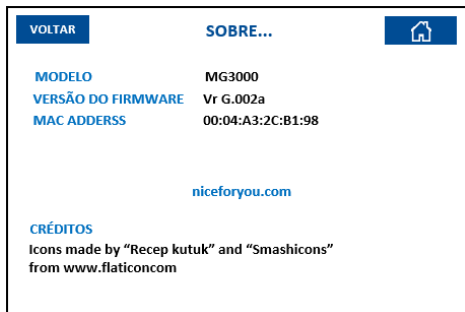 VOLTAR SOBRE...
MODELO MG3000
VERSÃO DO FIRMWARE Vr G.002a
MAC ADDERSS 00:04:A3:2C:B1:98
niceforyou.com
CRÉDITOS
Icons made by “Recep kutuk” and “Smashicons”
from www.flaticoncom